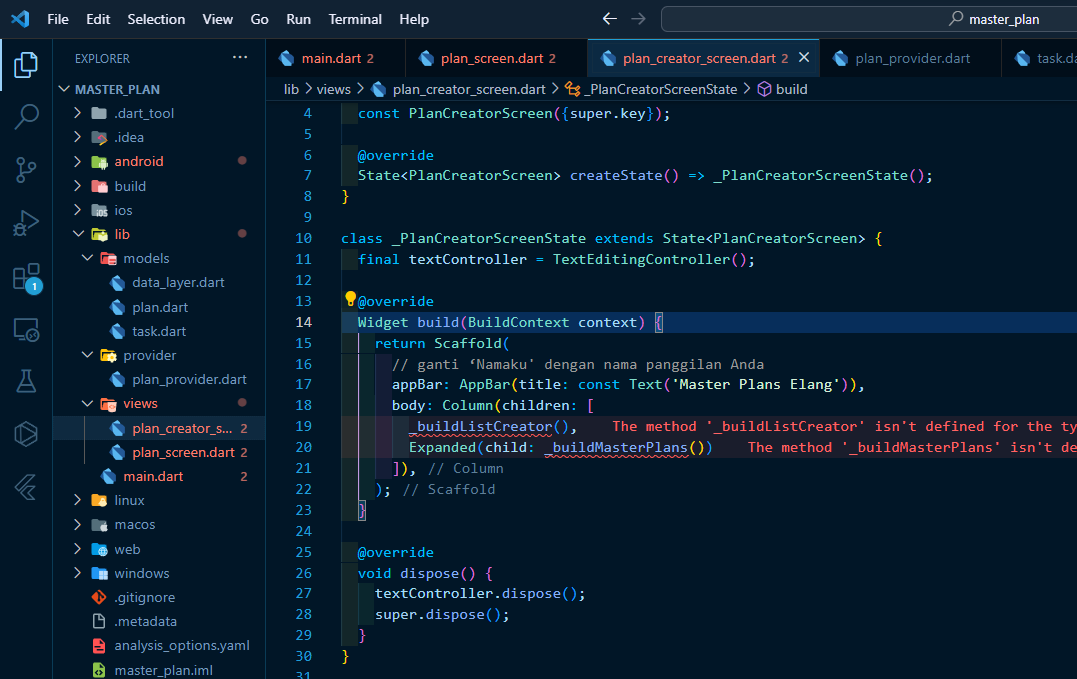 File Edit Selection View Go Run Terminal Help
master_plan
EXPLORER
main.dart 2
plan_screen.dart 2
plan_creator_screen.dart 2
plan_provider.dart
lib > views > plan_creator_screen.dart > _PlanCreatorScreenState > build
MASTER_PLAN
.dart_tool
.idea
android
build
ios
lib
models
data_layer.dart
plan.dart
task.dart
provider
plan_provider.dart
views
plan_creator_s... 2
plan_screen.dart 2
main.dart 2
linux
macos
web
windows
.gitignore
.metadata
analysis_options.yaml
master_plan.iml
1
4 const PlanCreatorScreen({super.key});
5
6 @override
7 State<PlanCreatorScreen> createState() => _PlanCreatorScreenState();
8 }
9
10 class _PlanCreatorScreenState extends State<PlanCreatorScreen> {
11 final textController = TextEditingController();
12
13 @override
14 Widget build(BuildContext context) {
15 return Scaffold(
16 // ganti ‘Namaku' dengan nama panggilan Anda
17 appBar: AppBar(title: const Text('Master Plans Elang')),
18 body: Column(children: [
19 _buildListCreator(), The method '_buildListCreator' isn't defined for the
20 Expanded(child: _buildMasterPlans()) The method '_buildMasterPlans' isn't
21 ]), // Column
22 ); // Scaffold
23 }
24
25 @override
26 void dispose() {
27 textController.dispose();
28 super.dispose();
29 }
30 }
31